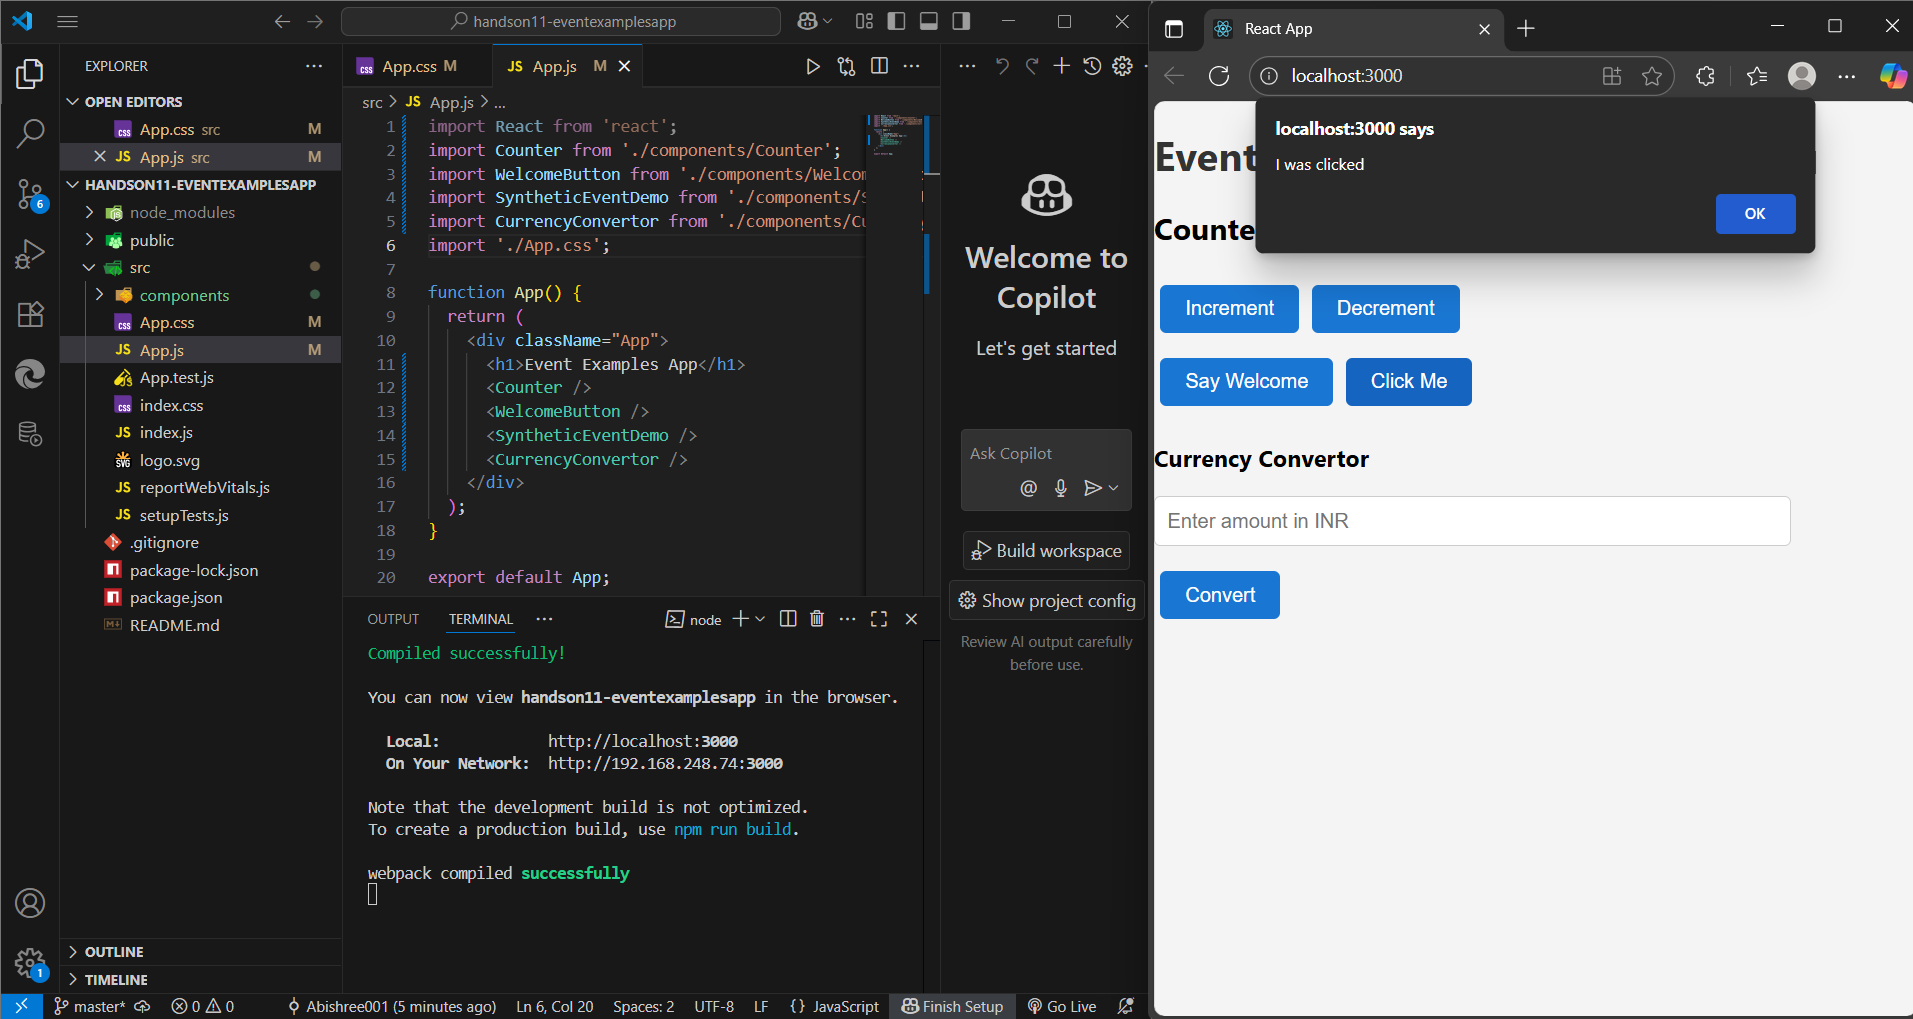 handson11-eventexamplesapp
EXPLORER
OPEN EDITORS
App.css src M
App.js src M
HANDSON11-EVENTEXAMPLESAPP
node_modules
public
src
components
App.css M
App.js M
App.test.js
index.css
index.js
logo.svg
reportWebVitals.js
setupTests.js
.gitignore
package-lock.json
package.json
README.md
OUTLINE
TIMELINE
6
1
App.css M
JS App.js M
src > JS App.js > ...
1 import React from 'react';
2 import Counter from './components/Counter';
3 import WelcomeButton from './components/Welcom
4 import SyntheticEventDemo from './components/S
5 import CurrencyConvertor from './components/Cu
6 import './App.css';
7
8 function App() {
9 return (
10 <div className="App">
11 <h1>Event Examples App</h1>
12 <Counter />
13 <WelcomeButton />
14 <SyntheticEventDemo />
15 <CurrencyConvertor />
16 </div>
17 );
18 }
19
20 export default App;
OUTPUT TERMINAL
node
Compiled successfully!
You can now view handson11-eventexamplesapp in the browser.
Local: http://localhost:3000
On Your Network: http://192.168.248.74:3000
Note that the development build is not optimized.
To create a production build, use npm run build.
webpack compiled successfully
Welcome to
Copilot
Let's get started
Ask Copilot
Build workspace
Show project config
Review AI output carefully
before use.
master* 0 0 Abishree001 (5 minutes ago) Ln 6, Col 20 Spaces: 2 UTF-8 LF {} JavaScript Finish Setup Go Live
React App
localhost:3000
localhost:3000 says
I was clicked
OK
Event
Counte
Increment Decrement
Say Welcome Click Me
Currency Convertor
Enter amount in INR
Convert